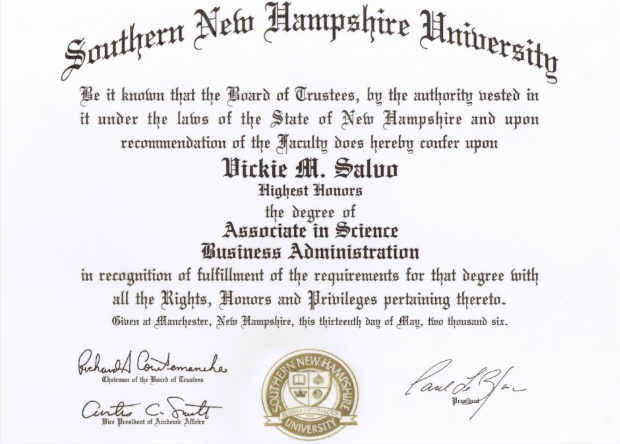 Southern New Hampshire University
Be it known that the Board of Trustees, by the authority vested in
it under the laws of the State of New Hampshire and upon
recommendation of the Faculty does hereby confer upon
Vickie M. Salvo
Highest Honors
the degree of
Associate in Science
Business Administration
in recognition of fulfillment of the requirements for that degree with
all the Rights, Honors and Privileges pertaining thereto.
Given at Manchester, New Hampshire, this thirteenth day of May, two thousand six.
Richard A Courtemanche
Chairman of the Board of Trustees
Vice President of Academic Affairs
SOUTHERN NEW HAMPSHIRE
UNIVERSITY
President